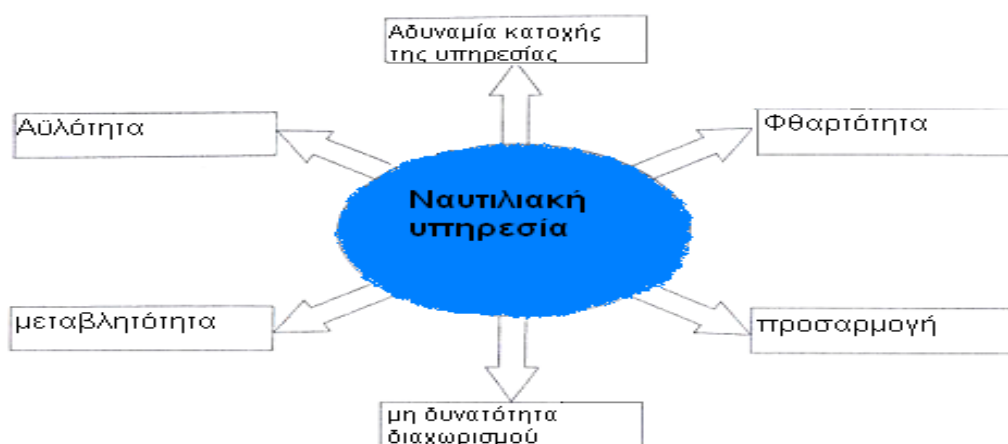 Αδυναμία κατοχής
της υπηρεσίας
Αϋλότητα
Φθαρτότητα
Ναυτιλιακή
υπηρεσία
μεταβλητότητα
προσαρμογή
μη δυνατότητα
διαχωρισμού